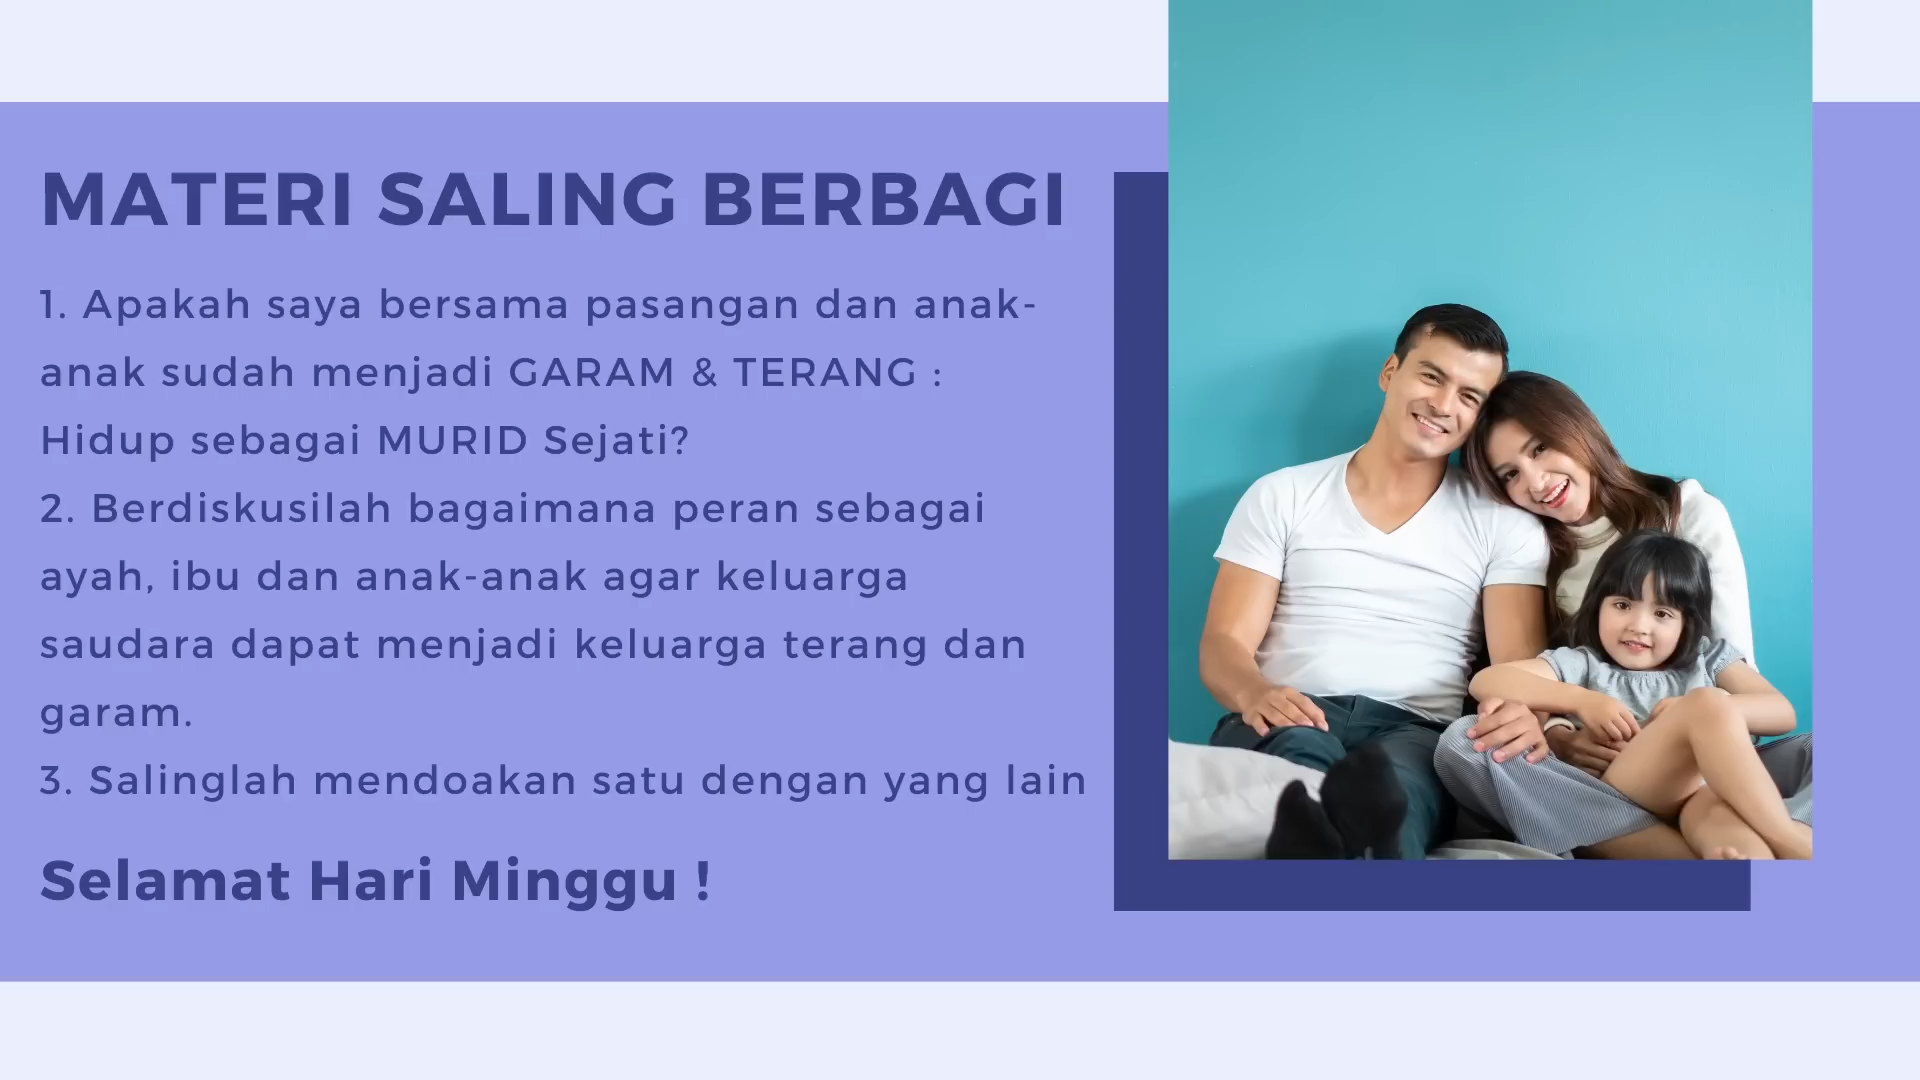 MATERI SALING BERBAGI
1. Apakah saya bersama pasangan dan anak-
anak sudah menjadi GARAM & TERANG :
Hidup sebagai MURID Sejati?
2. Berdiskusilah bagaimana peran sebagai
ayah, ibu dan anak-anak agar keluarga
saudara dapat menjadi keluarga terang dan
garam.
3. Salinglah mendoakan satu dengan yang lain
Selamat Hari Minggu !